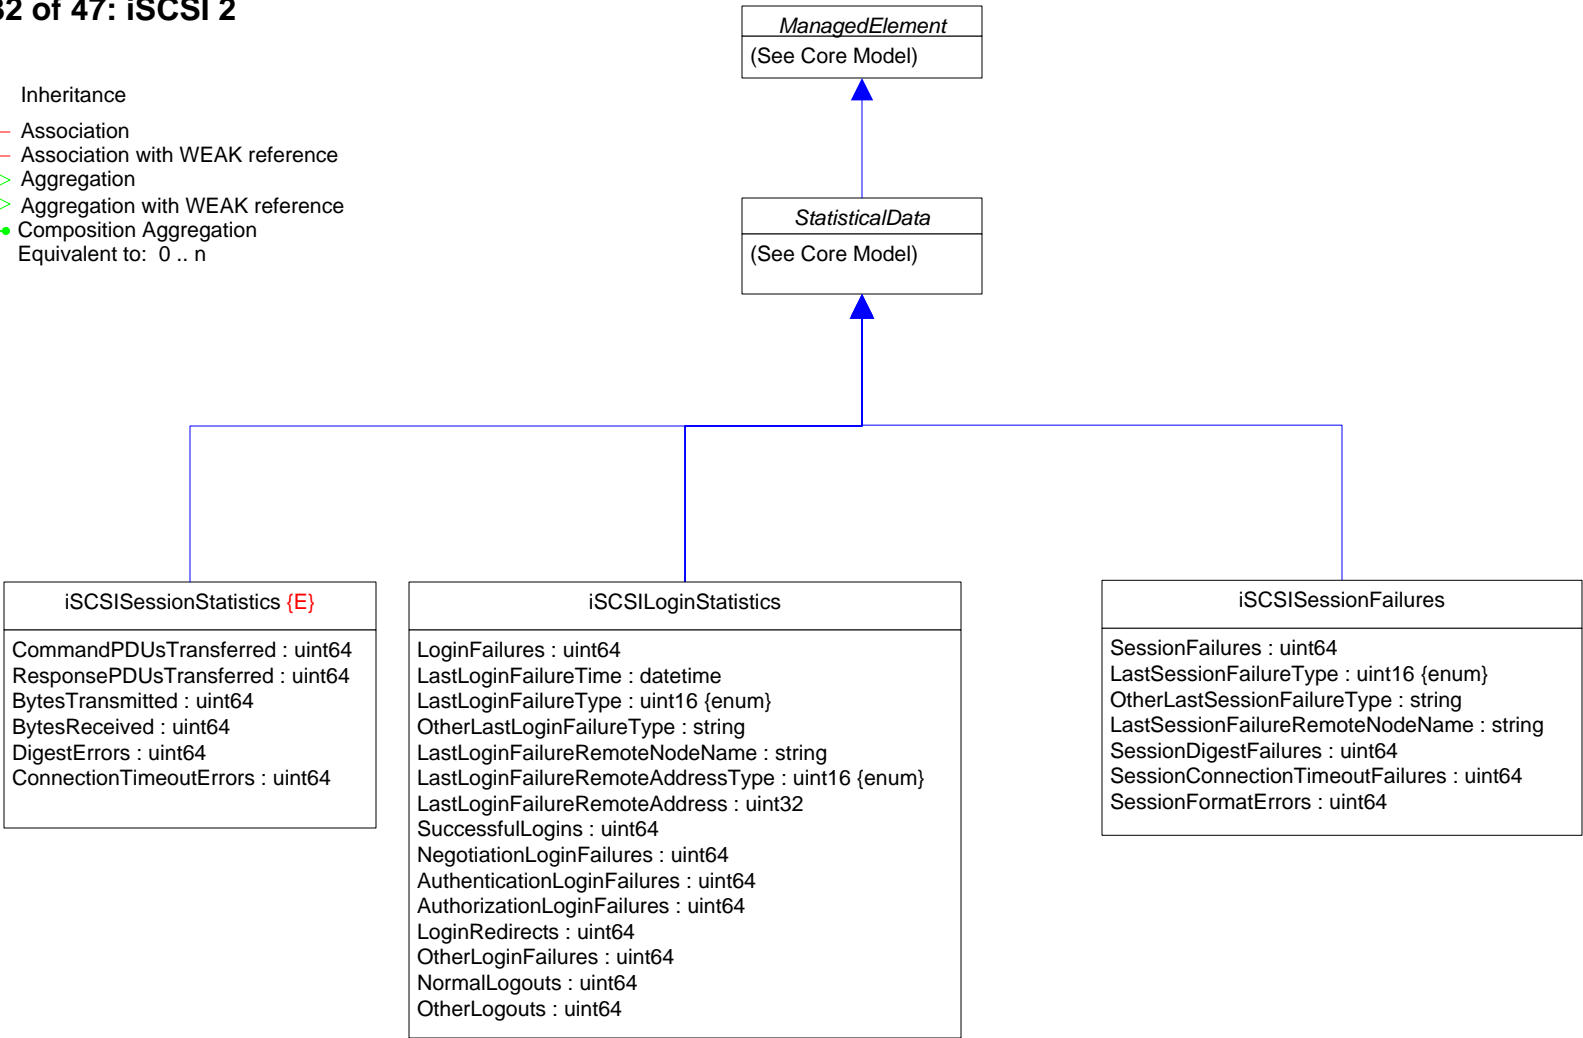 32 of 47: iSCSI 2
Inheritance
Association
Association with WEAK reference
Aggregation
Aggregation with WEAK reference
Composition Aggregation
Equivalent to: 0 .. n
ManagedElement
(See Core Model)
StatisticalData
(See Core Model)
iSCSISessionStatistics {E}
CommandPDUsTransferred : uint64
ResponsePDUsTransferred : uint64
BytesTransmitted : uint64
BytesReceived : uint64
DigestErrors : uint64
ConnectionTimeoutErrors : uint64
iSCSILoginStatistics
LoginFailures : uint64
LastLoginFailureTime : datetime
LastLoginFailureType : uint16 {enum}
OtherLastLoginFailureType : string
LastLoginFailureRemoteNodeName : string
LastLoginFailureRemoteAddressType : uint16 {enum}
LastLoginFailureRemoteAddress : uint32
SuccessfulLogins : uint64
NegotiationLoginFailures : uint64
AuthenticationLoginFailures : uint64
AuthorizationLoginFailures : uint64
LoginRedirects : uint64
OtherLoginFailures : uint64
NormalLogouts : uint64
OtherLogouts : uint64
iSCSISessionFailures
SessionFailures : uint64
LastSessionFailureType : uint16 {enum}
OtherLastSessionFailureType : string
LastSessionFailureRemoteNodeName : string
SessionDigestFailures : uint64
SessionConnectionTimeoutFailures : uint64
SessionFormatErrors : uint64